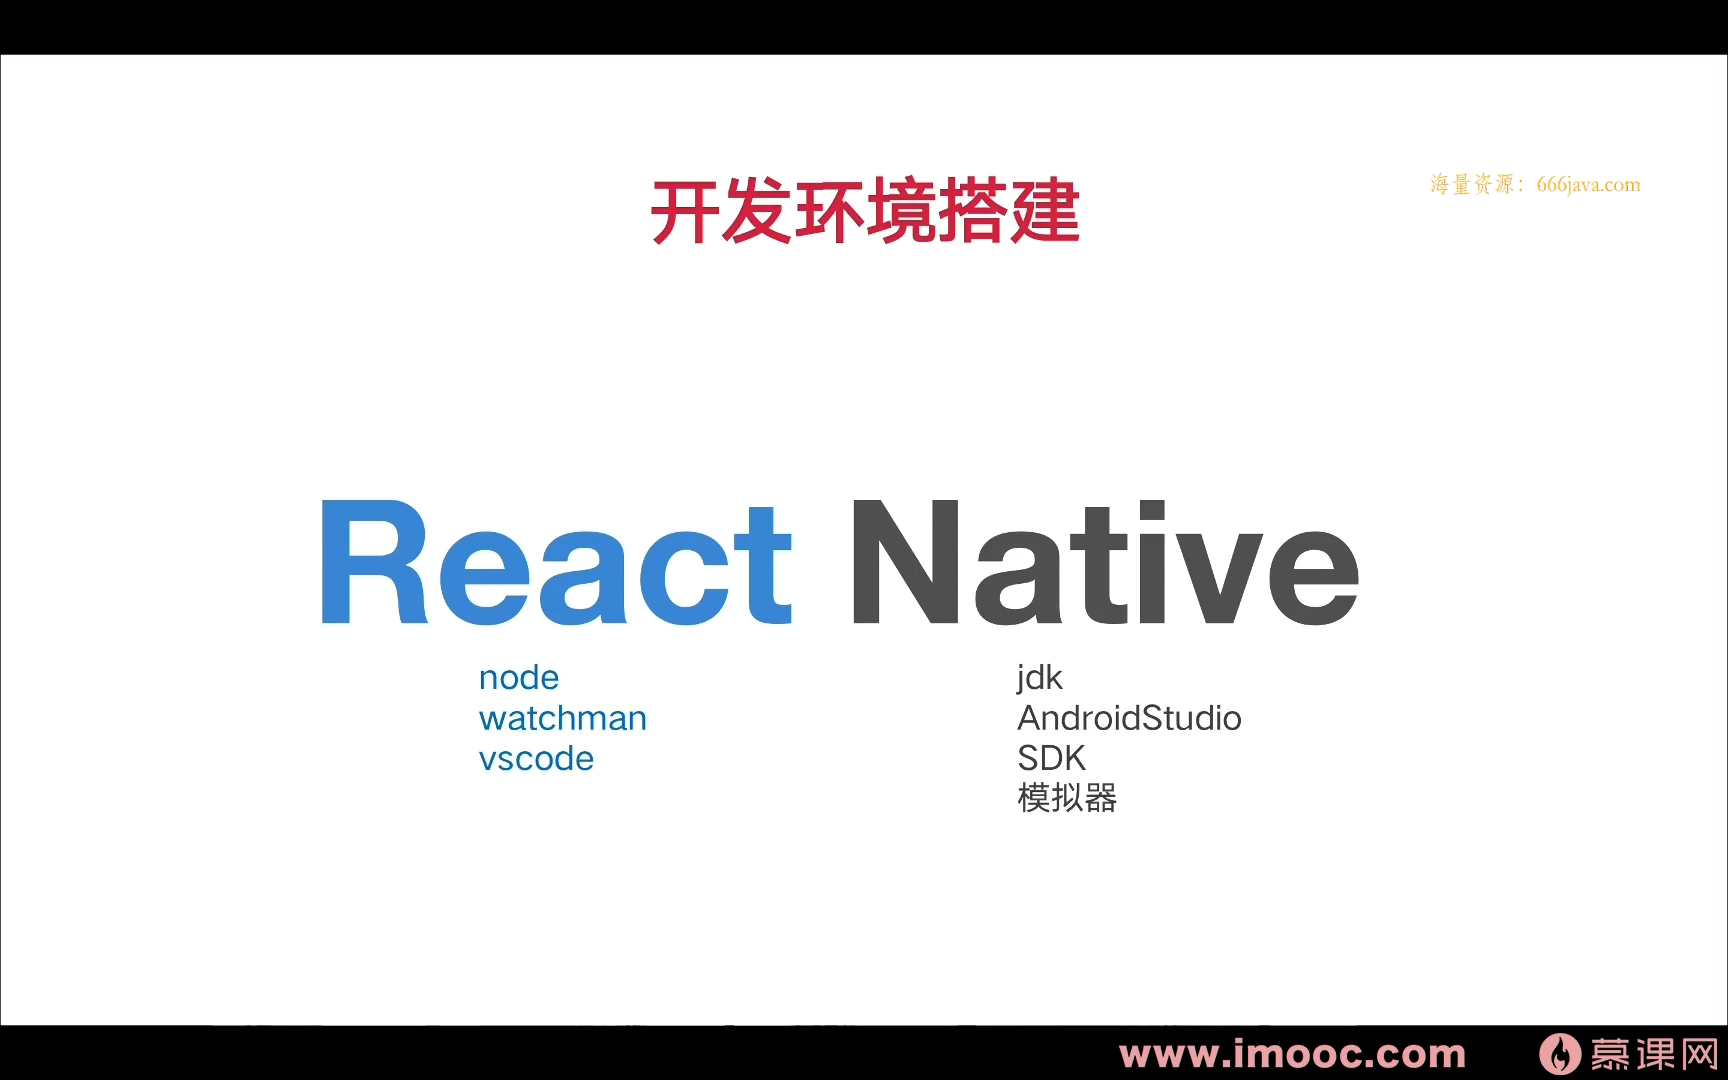 开发环境搭建
海量资源：666java.com
React Native
node
watchman
vscode
jdk
AndroidStudio
SDK
模拟器
www.imooc.com
慕课网